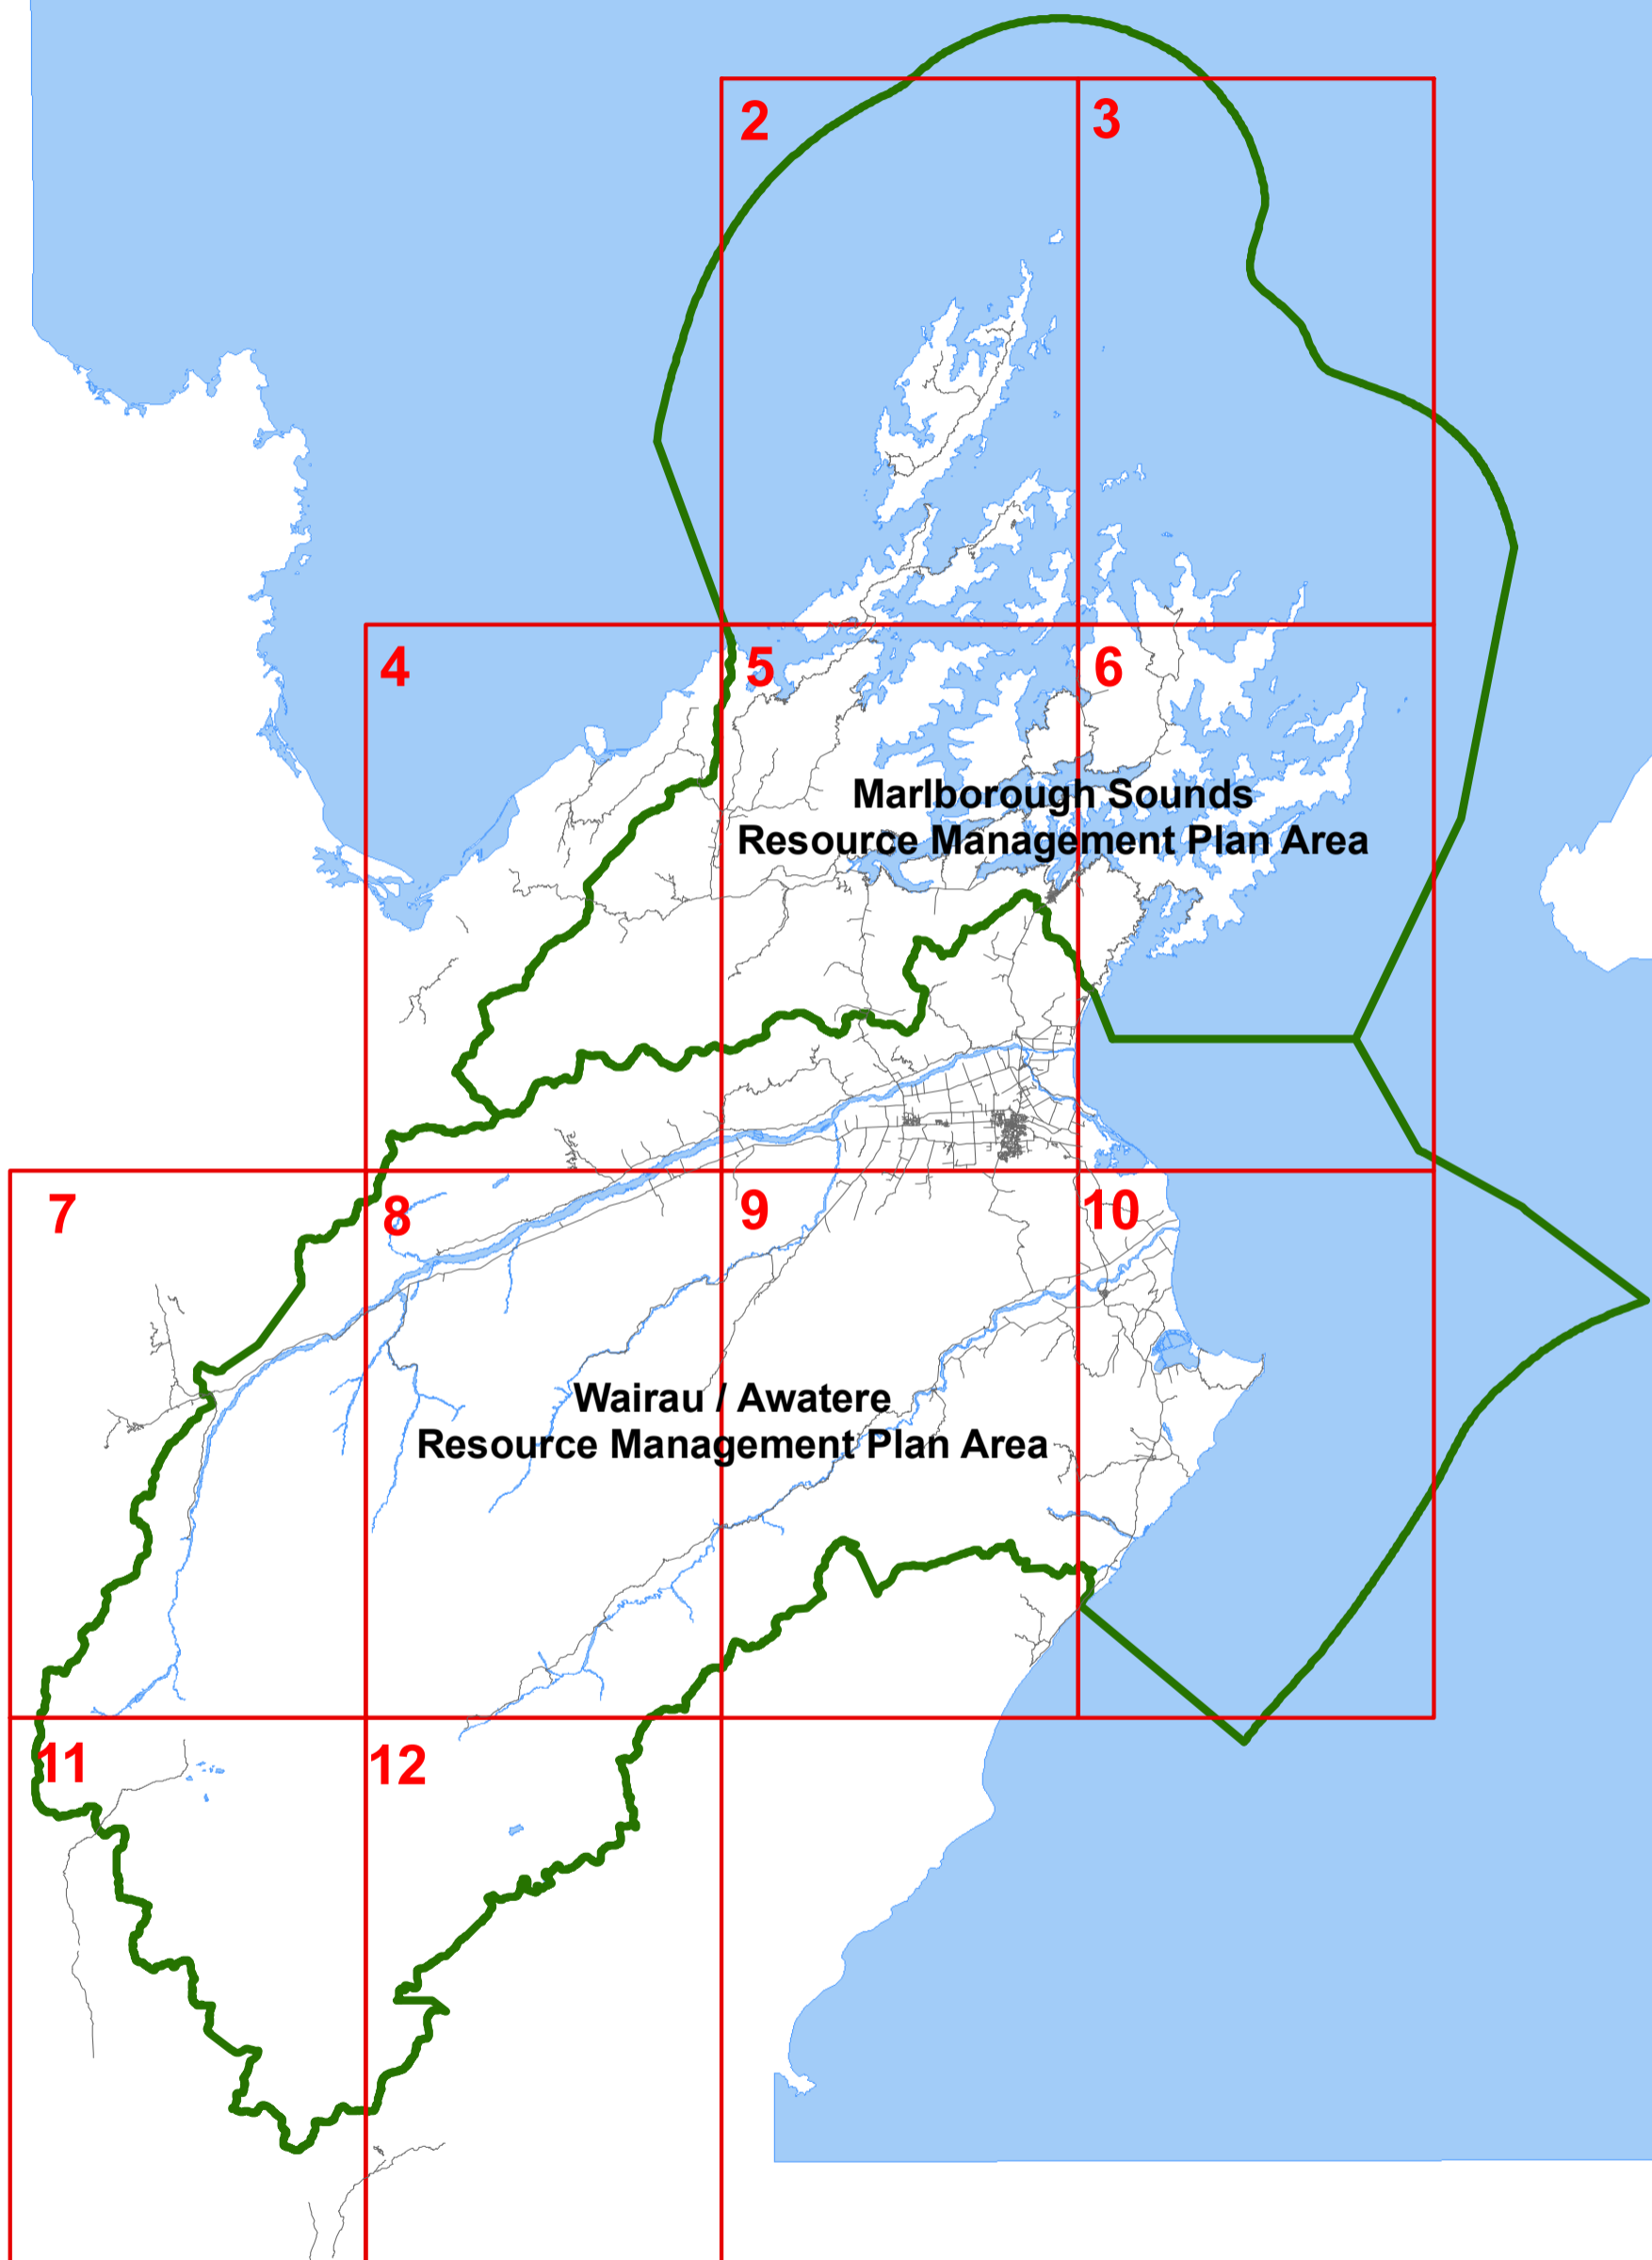 2
3
4
5
6
Marlborough Sounds
Resource Management Plan Area
7
8
9
10
Wairau / Awatere
Resource Management Plan Area
11
12